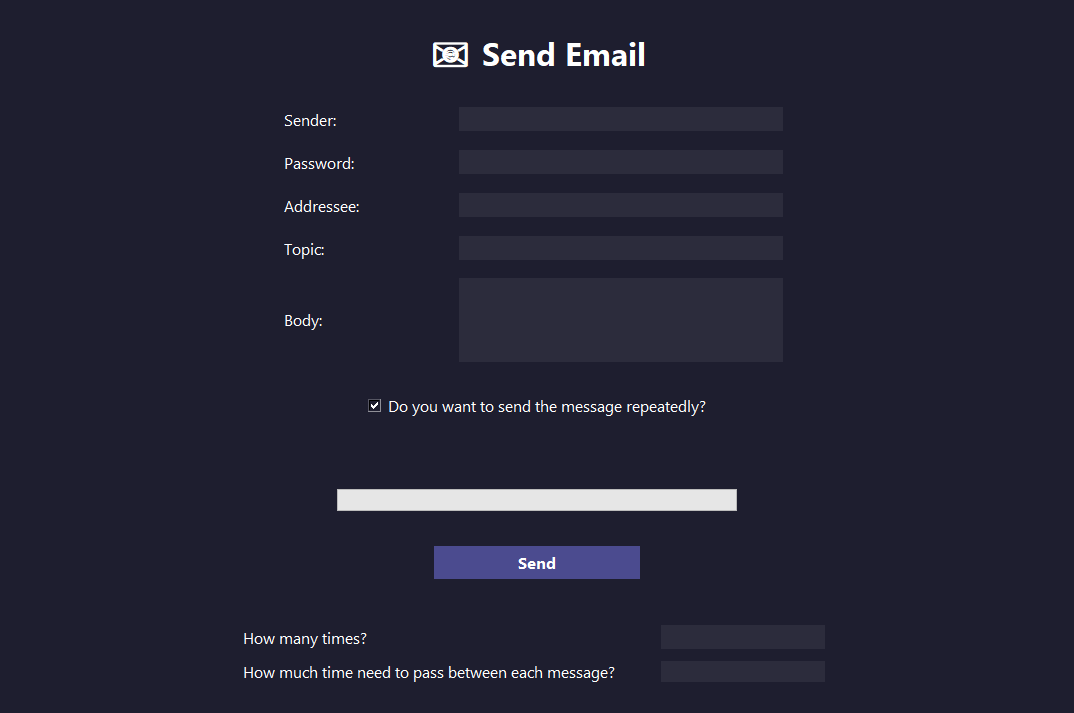 Send Email
Sender:
Password:
Addressee:
Topic:
Body:
Do you want to send the message repeatedly?
Send
How many times?
How much time need to pass between each message?